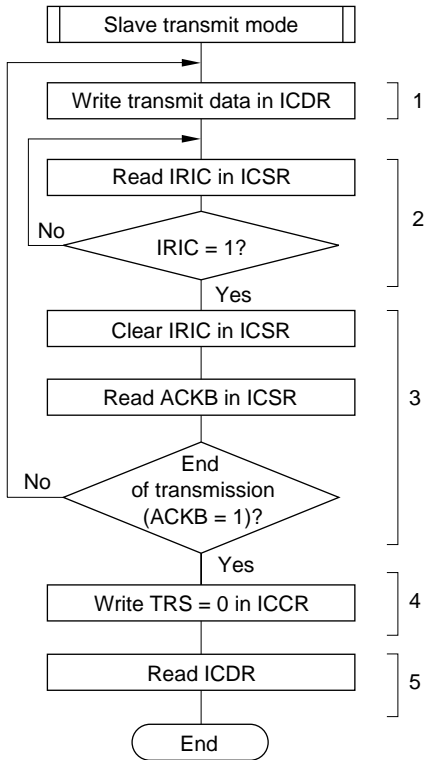 Slave transmit mode
Write transmit data in ICDR
1
Read IRIC in ICSR
2
No
IRIC = 1?
Yes
Clear IRIC in ICSR
3
Read ACKB in ICSR
End
of transmission
(ACKB = 1)?
No
Yes
Write TRS = 0 in ICCR
4
Read ICDR
5
End